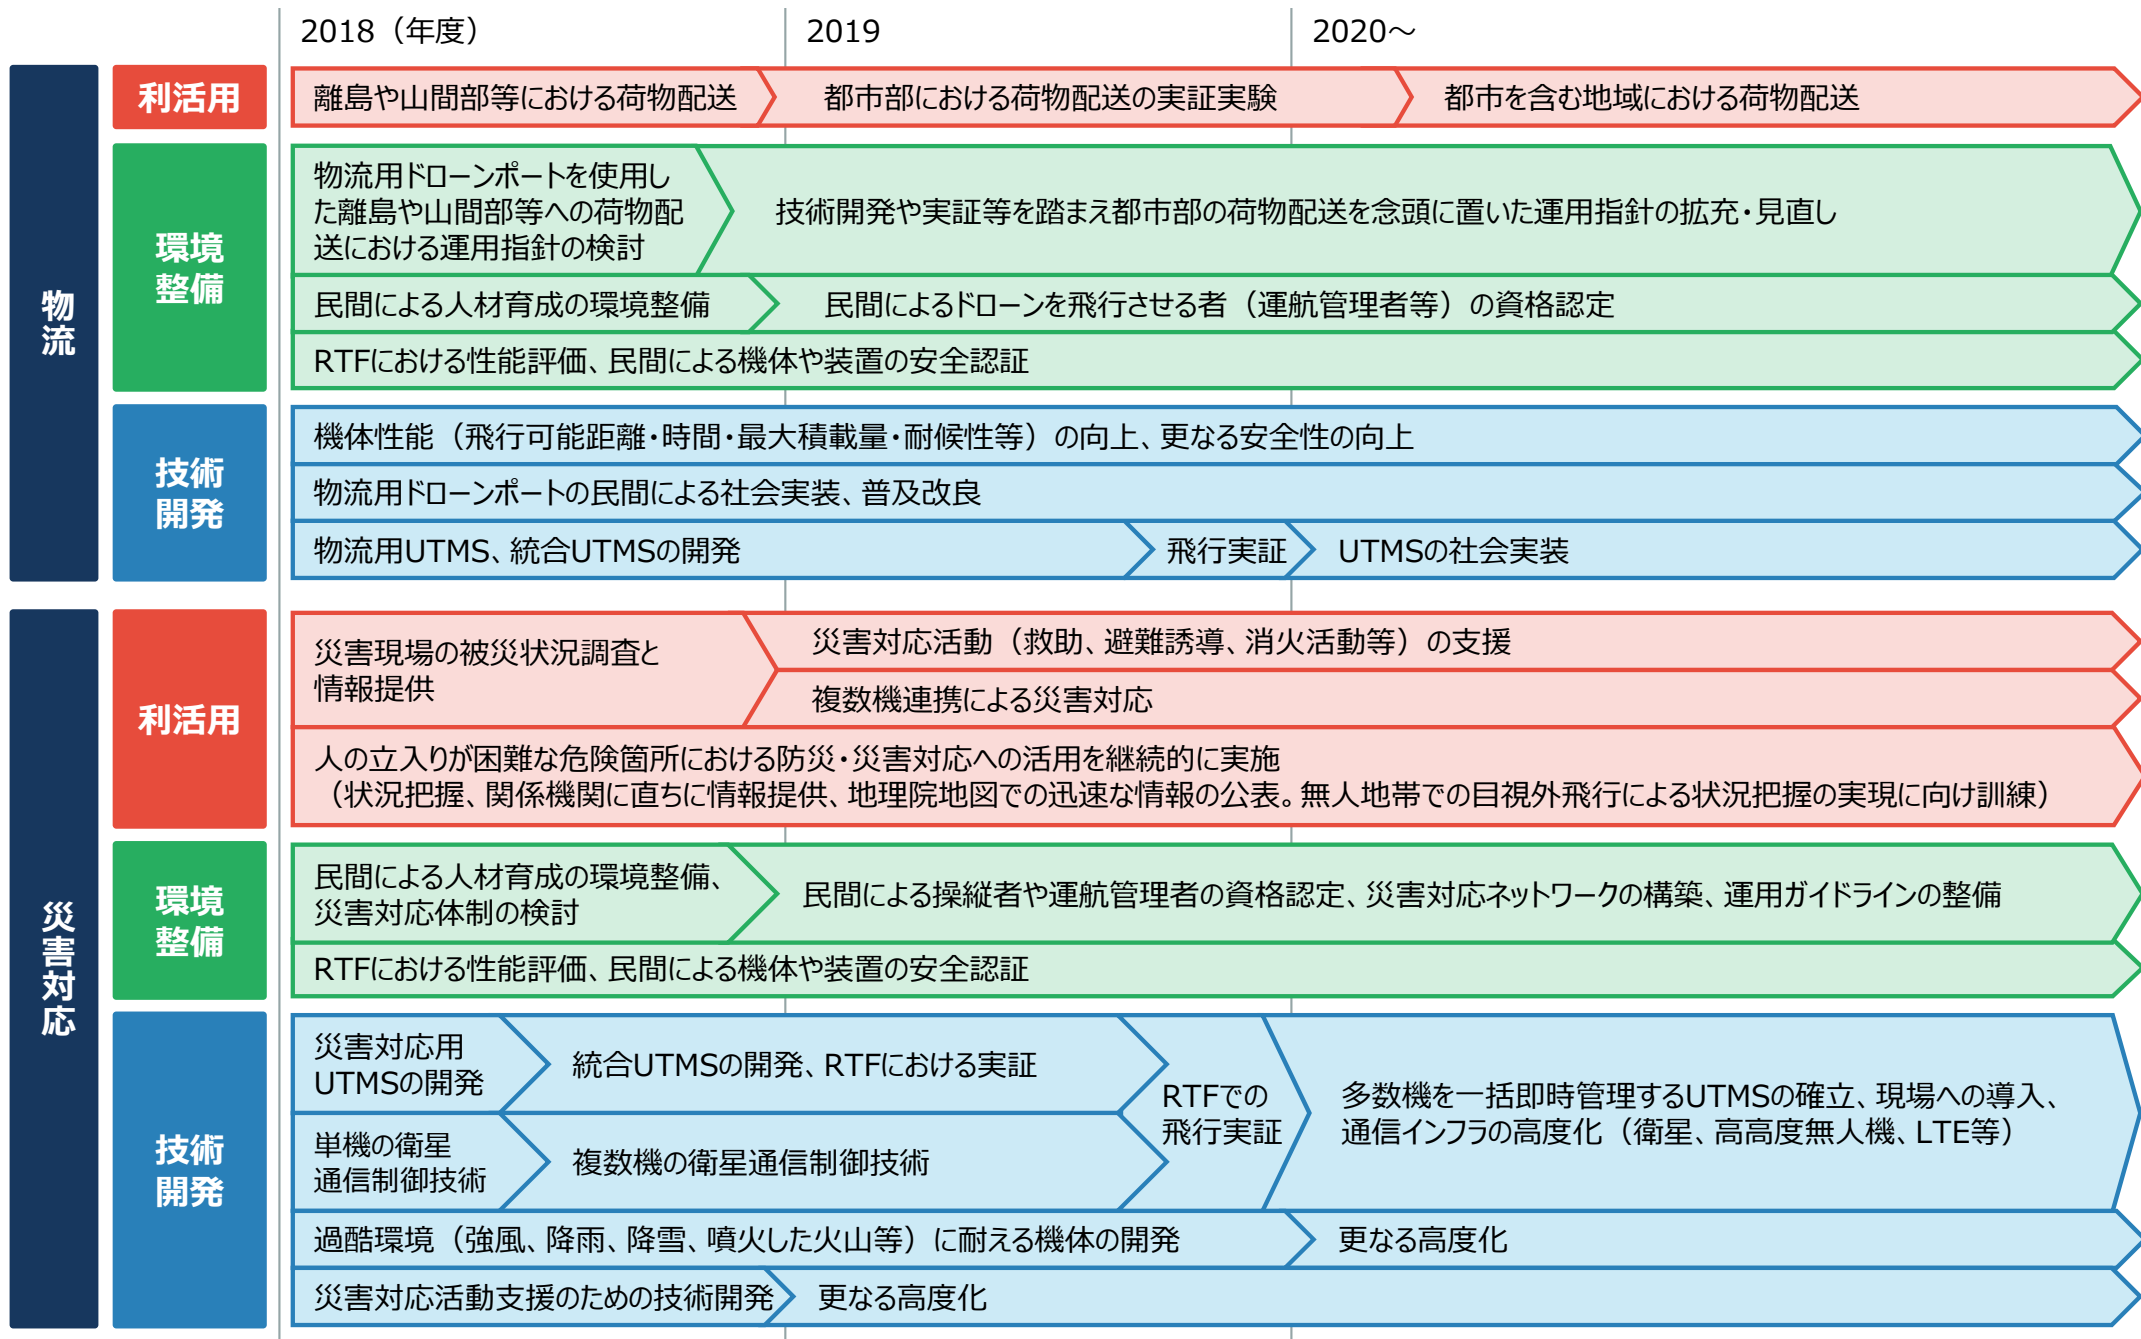 2018（年度）
2019
2020～
物流
利活用
離島や山間部等における荷物配送
都市部における荷物配送の実証実験
都市を含む地域における荷物配送
環境
整備
物流用ドローンポートを使用し
た離島や山間部等への荷物配
送における運用指針の検討
技術開発や実証等を踏まえ都市部の荷物配送を念頭に置いた運用指針の拡充・見直し
民間による人材育成の環境整備
民間によるドローンを飛行させる者（運航管理者等）の資格認定
RTFにおける性能評価、民間による機体や装置の安全認証
技術
開発
機体性能（飛行可能距離・時間・最大積載量・耐候性等）の向上、更なる安全性の向上
物流用ドローンポートの民間による社会実装、普及改良
物流用UTMS、統合UTMSの開発
飛行実証
UTMSの社会実装
災害対応
利活用
災害現場の被災状況調査と
情報提供
災害対応活動（救助、避難誘導、消火活動等）の支援
複数機連携による災害対応
人の立入りが困難な危険箇所における防災・災害対応への活用を継続的に実施
（状況把握、関係機関に直ちに情報提供、地理院地図での迅速な情報の公表。無人地帯での目視外飛行による状況把握の実現に向け訓練）
環境
整備
民間による人材育成の環境整備、
災害対応体制の検討
民間による操縦者や運航管理者の資格認定、災害対応ネットワークの構築、運用ガイドラインの整備
RTFにおける性能評価、民間による機体や装置の安全認証
技術
開発
災害対応用
UTMSの開発
統合UTMSの開発、RTFにおける実証
単機の衛星
通信制御技術
複数機の衛星通信制御技術
RTFでの
飛行実証
多数機を一括即時管理するUTMSの確立、現場への導入、
通信インフラの高度化（衛星、高高度無人機、LTE等）
過酷環境（強風、降雨、降雪、噴火した火山等）に耐える機体の開発
更なる高度化
災害対応活動支援のための技術開発
更なる高度化